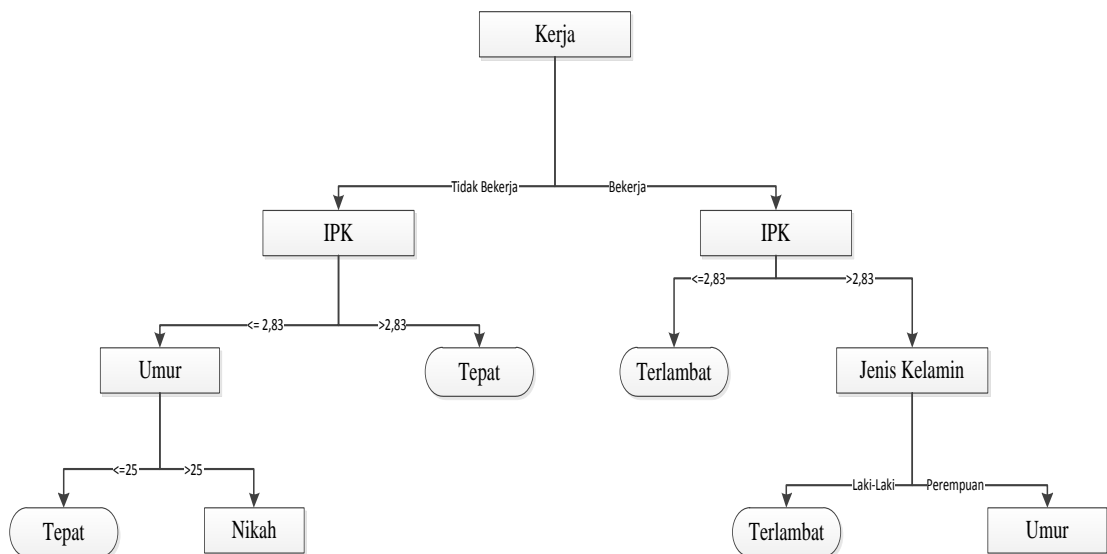 Kerja
Tidak Bekerja
Bekerja
IPK
IPK
<=2,83
>2,83
<= 2,83
>2,83
Umur
Tepat
Terlambat
Jenis Kelamin
<=25
>25
Laki-Laki
Perempuan
Tepat
Nikah
Terlambat
Umur